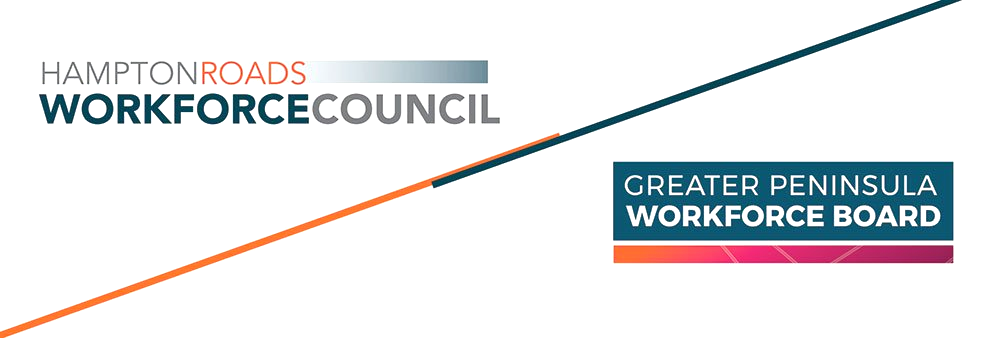 HAMPTONROADS
WORKFORCECOUNCIL
GREATER PENINSULA
WORKFORCE BOARD